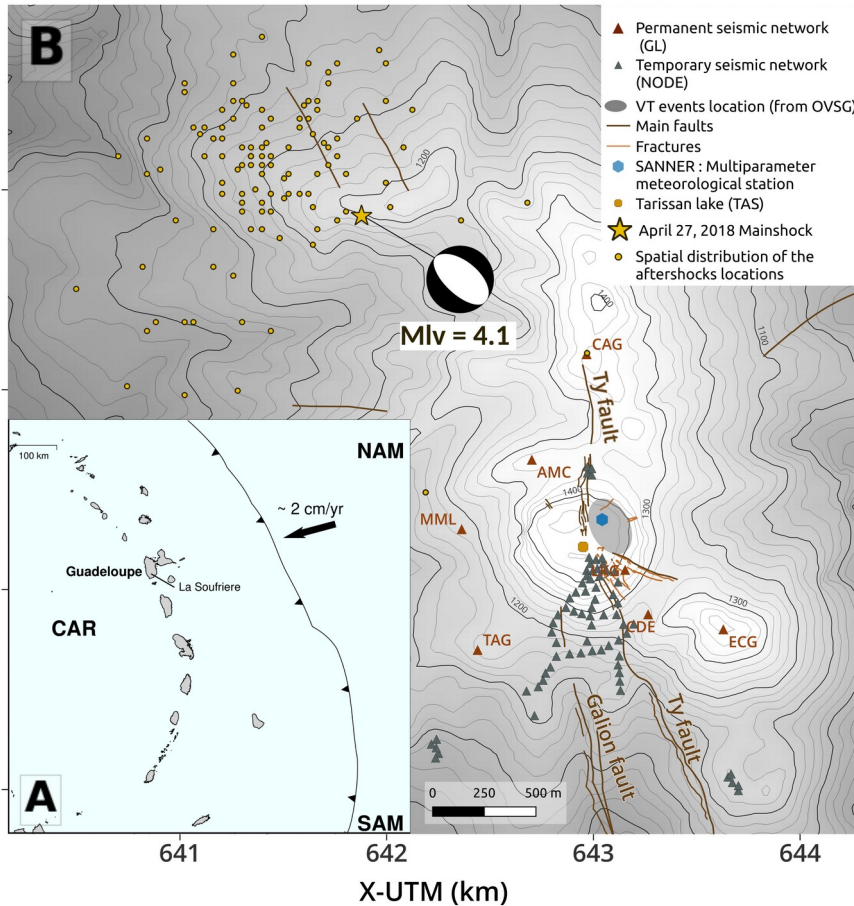 B
Permanent seismic network
(GL)
Temporary seismic network
(NODE)
VT events location (from OVSG)
Main faults
Fractures
SANNER : Multiparameter
meteorological station
Tarissan lake (TAS)
April 27, 2018 Mainshock
Spatial distribution of the
aftershocks locations
1200
1400
1100
Mlv = 4.1
CAG
Ty fault
AMC
1400
1300
MML
1200
1300
CDE
ECG
TAG
Galion fault
Ty fault
0 250 500 m
100 km
NAM
~ 2 cm/yr
Guadeloupe
La Soufriere
CAR
A
SAM
641 642 643 644
X-UTM (km)